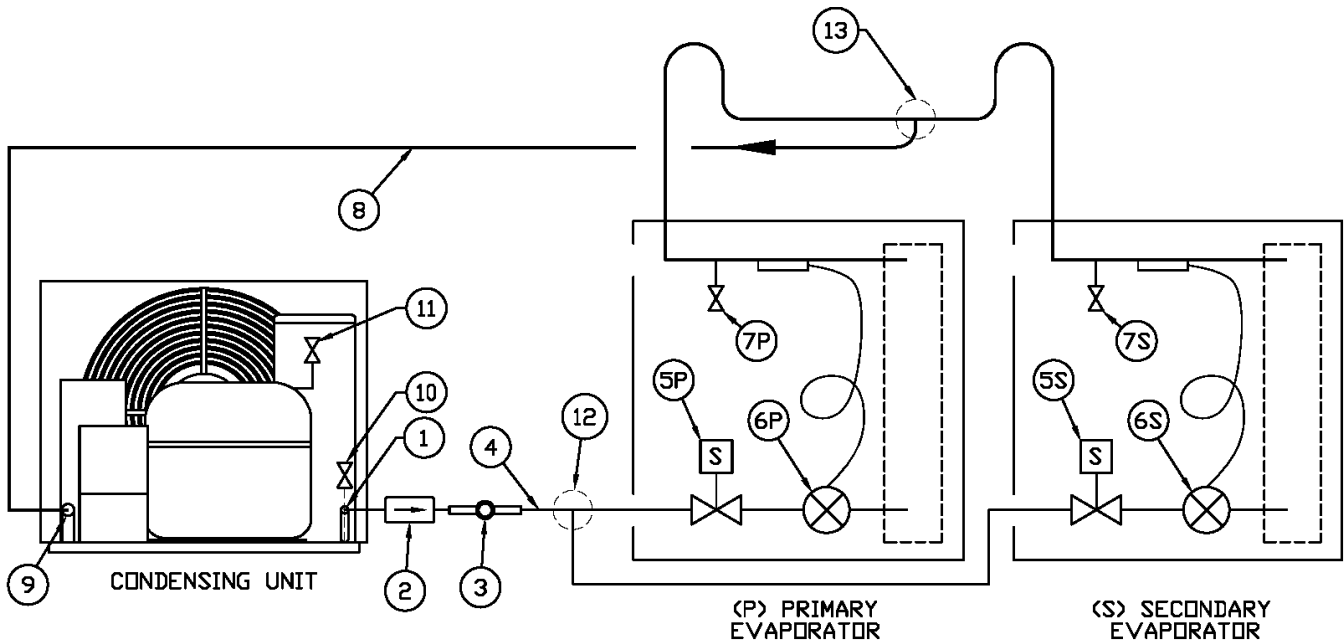 13
8
11
7P
7S
5P
5S
10
6P
6S
12
1
4
S
S
9
2
3
CONDENSING UNIT
(P) PRIMARY
EVAPORATOR
(S) SECONDARY
EVAPORATOR